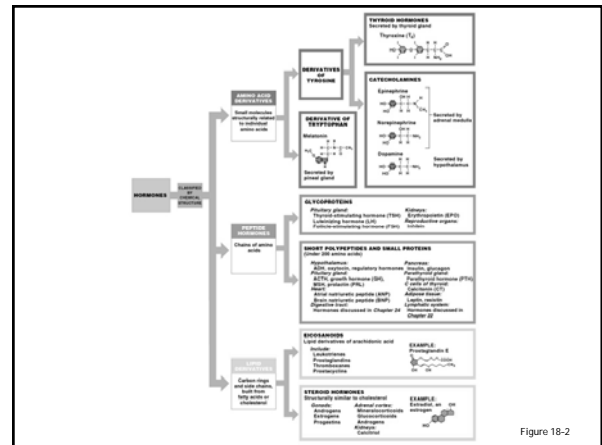 THYROID HORMONES
Secreted by thyroid gland
Thyroxine (T4)
DERIVATIVES
OF
TYROSINE
CATECHOLAMINES
Epinephrine
Norepinephrine
Secreted by
adrenal medulla
Dopamine
Secreted by
hypothalamus
AMINO ACID
DERIVATIVES
Small molecules
structurally related
to individual
amino acids
DERIVATIVE OF
TRYPTOPHAN
Melatonin
Secreted by
pineal gland
HORMONES
CLASSIFIED
BY
CHEMICAL
STRUCTURE
PEPTIDE
HORMONES
Chains of amino
acids
GLYCOPROTEINS
Pituitary gland:
Thyroid-stimulating hormone (TSH)
Luteinizing hormone (LH)
Follicle-stimulating hormone (FSH)
Kidneys:
Erythropoietin (EPO)
Reproductive organs:
Inhibin
SHORT POLYPEPTIDES AND SMALL PROTEINS
(Under 200 amino acids)
Hypothalamus:
ADH, oxytocin, regulatory hormones
Pituitary gland:
ACTH, growth hormone (GH),
MSH, prolactin (PRL)
Heart:
Atrial natriuretic peptide (ANP)
Brain natriuretic peptide (BNP)
Digestive tract:
Hormones discussed in Chapter 24
Pancreas:
Insulin, glucagon
Parathyroid gland:
Parathyroid hormone (PTH)
C cells of thyroid:
Calcitonin (CT)
Adipose tissue:
Leptin, resistin
Lymphatic system:
Hormones discussed in
Chapter 22
LIPID
DERIVATIVES
Carbon rings
and side chains,
built from
fatty acids or
cholesterol
EICOSANOIDS
Lipid derivatives of arachidonic acid
Include:
Leukotrienes
Prostaglandins
Thromboxanes
Prostacyclins
EXAMPLE:
Prostaglandin E
STEROID HORMONES
Structurally similar to cholesterol
Gonads:
Androgens
Estrogens
Progestins
Adrenal cortex:
Mineralocorticoids
Glucocorticoids
Androgens
Kidneys:
Calcitriol
EXAMPLE:
Estradiol, an
estrogen
Figure 18-2